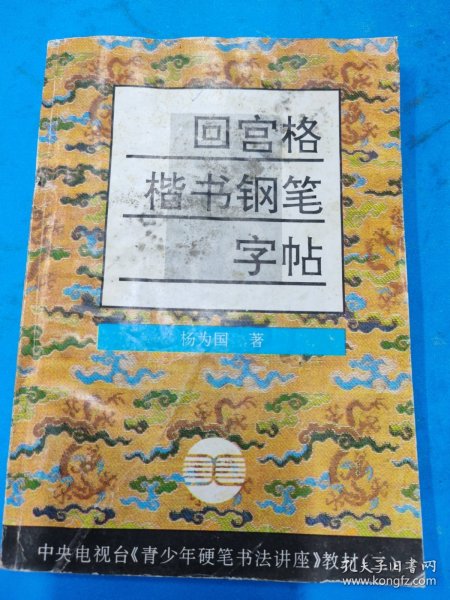 回宫格
楷书钢笔
字帖
杨为国 著
中央电视台《青少年硬笔书法讲座》教材
孔夫子旧书网
kongfz.com